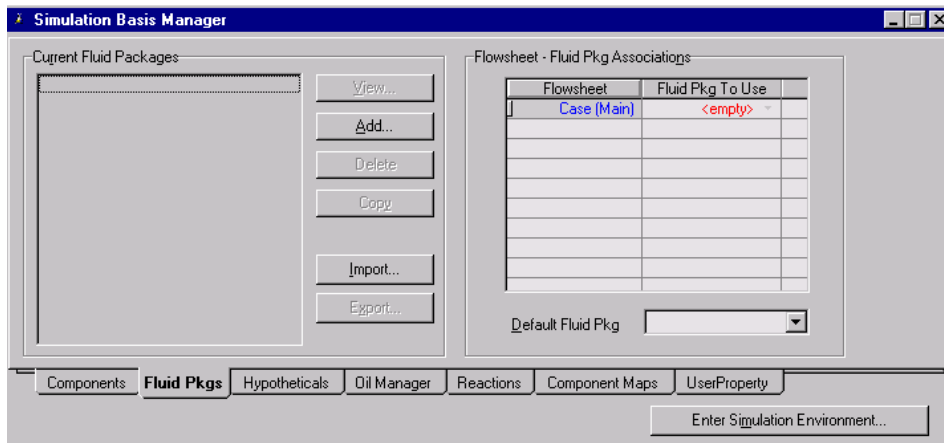 Simulation Basis Manager
Current Fluid Packages
View...
Add...
Delete
Copy
Import...
Export...
Flowsheet - Fluid Pkg Associations
Flowsheet Fluid Pkg To Use
Case (Main) <empty>
Default Fluid Pkg
Components Fluid Pkgs Hypotheticals Oil Manager Reactions Component Maps UserProperty
Enter Simulation Environment...